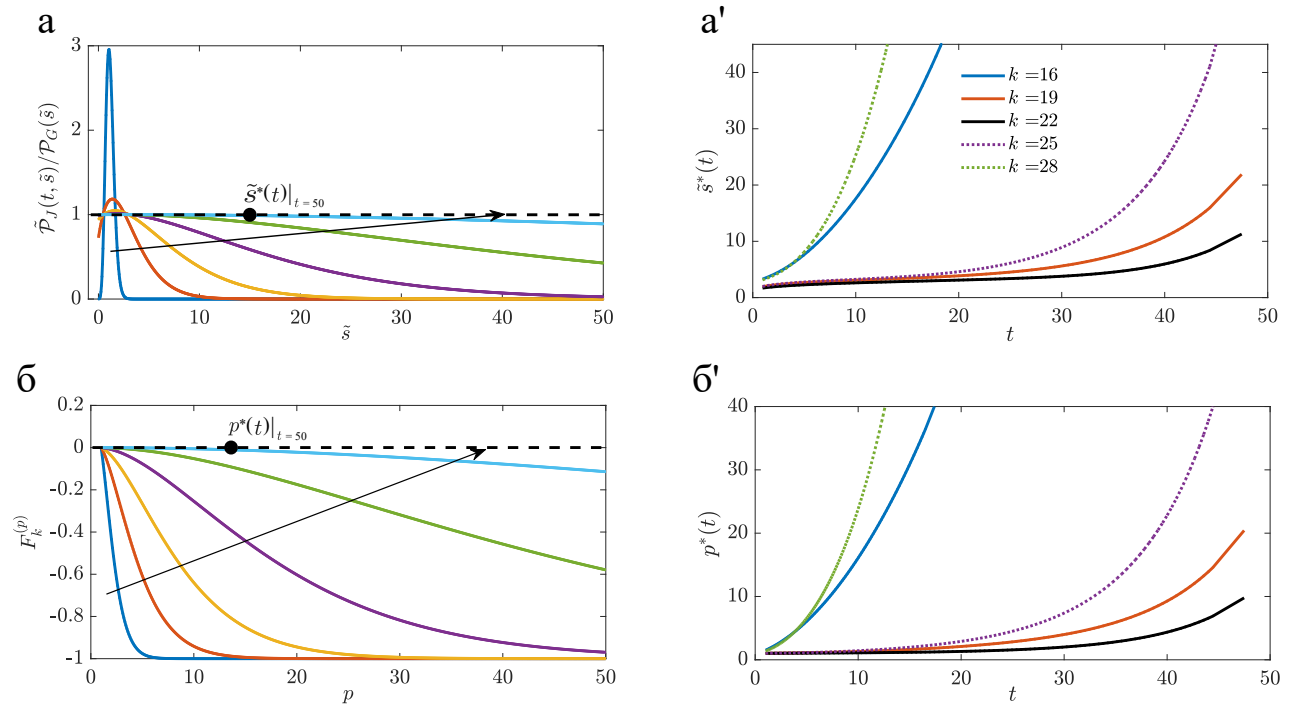 а
3
2
1
0
P̃_J(t, s̃)/P_G(s̃)
s̃*(t)|_{t=50}
0 10 20 30 40 50
s̃
а'
40
30
20
10
0
s̃*(t)
k =16
k =19
k =22
k =25
k =28
0 10 20 30 40 50
t
б
0.2
0
-0.2
-0.4
-0.6
-0.8
-1
F_k^{(p)}
p*(t)|_{t=50}
0 10 20 30 40 50
p
б'
40
30
20
10
0
p*(t)
0 10 20 30 40 50
t